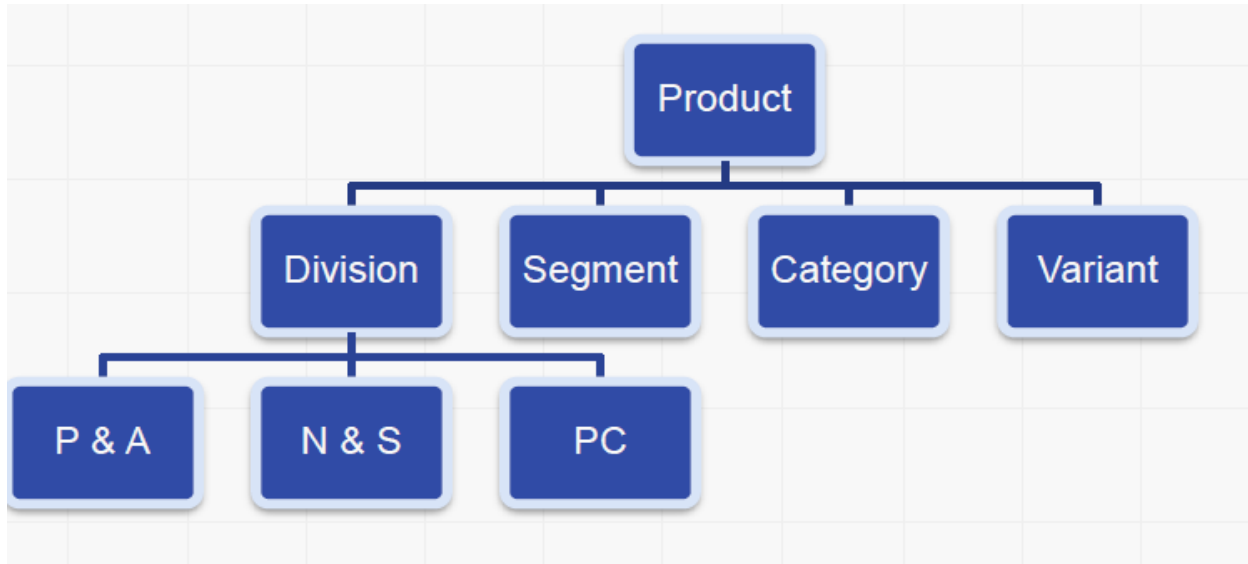 Product
Division
Segment
Category
Variant
P & A
N & S
PC